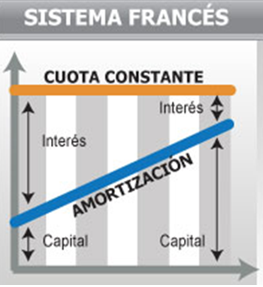 SISTEMA FRANCÉS
CUOTA CONSTANTE
Interés
Interés
AMORTIZACIÓN
Capital
Capital